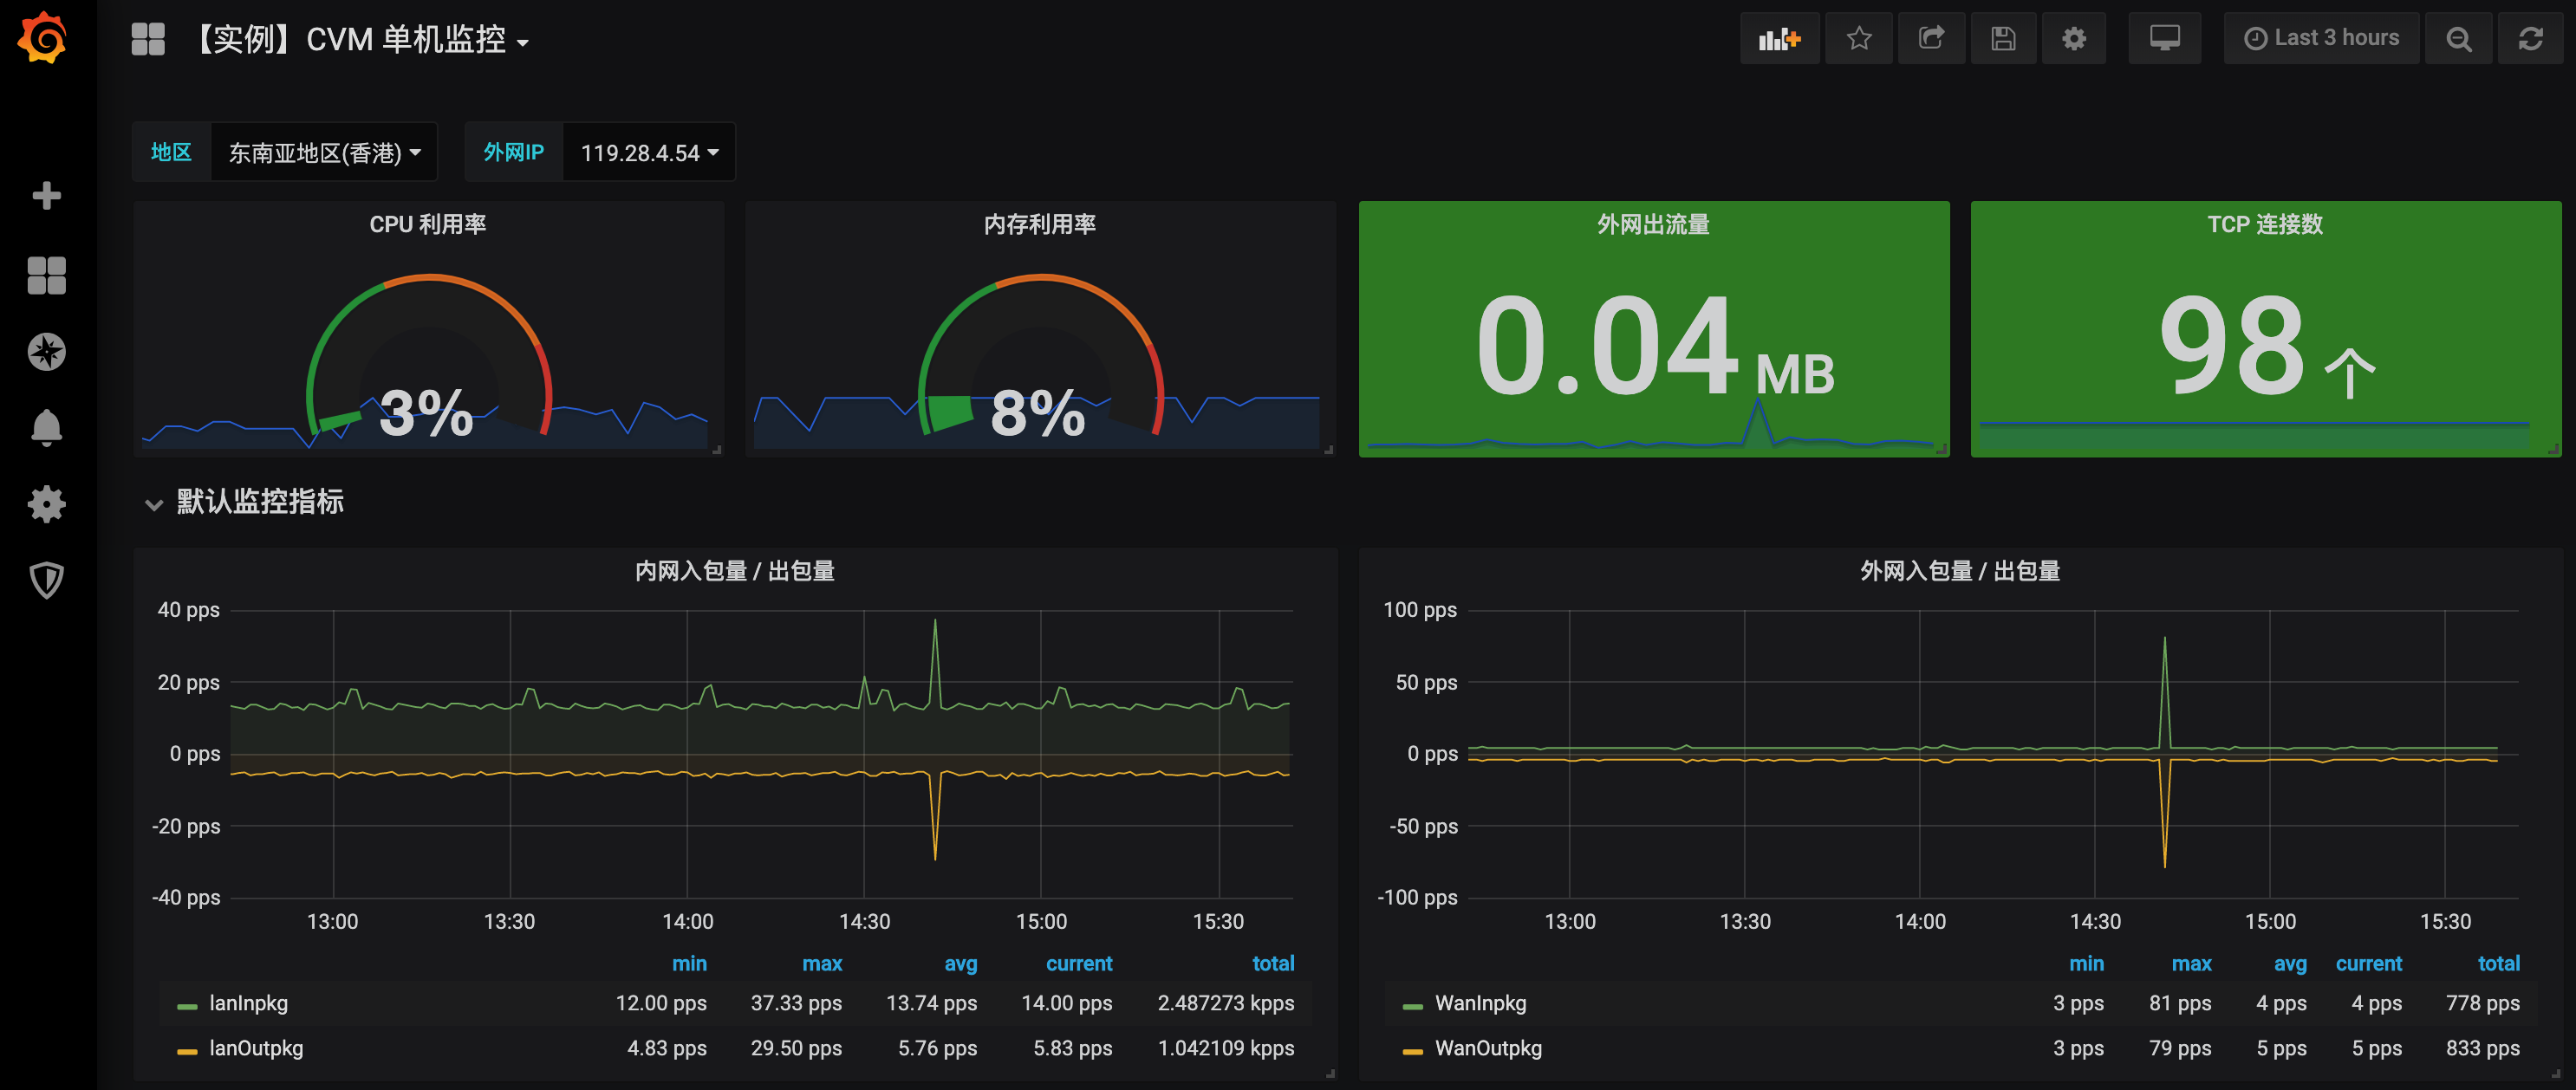 【实例】CVM 单机监控
Last 3 hours
地区 东南亚地区(香港) 外网IP 119.28.4.54
CPU 利用率
3%
内存利用率
8%
外网出流量
0.04 MB
TCP 连接数
98 个
默认监控指标
内网入包量 / 出包量
40 pps
20 pps
0 pps
-20 pps
-40 pps
13:00 13:30 14:00 14:30 15:00 15:30
min max avg current total
lanInpkg 12.00 pps 37.33 pps 13.74 pps 14.00 pps 2.487273 kpps
lanOutpkg 4.83 pps 29.50 pps 5.76 pps 5.83 pps 1.042109 kpps
外网入包量 / 出包量
100 pps
50 pps
0 pps
-50 pps
-100 pps
13:00 13:30 14:00 14:30 15:00 15:30
min max avg current total
WanInpkg 3 pps 81 pps 4 pps 4 pps 778 pps
WanOutpkg 3 pps 79 pps 5 pps 5 pps 833 pps